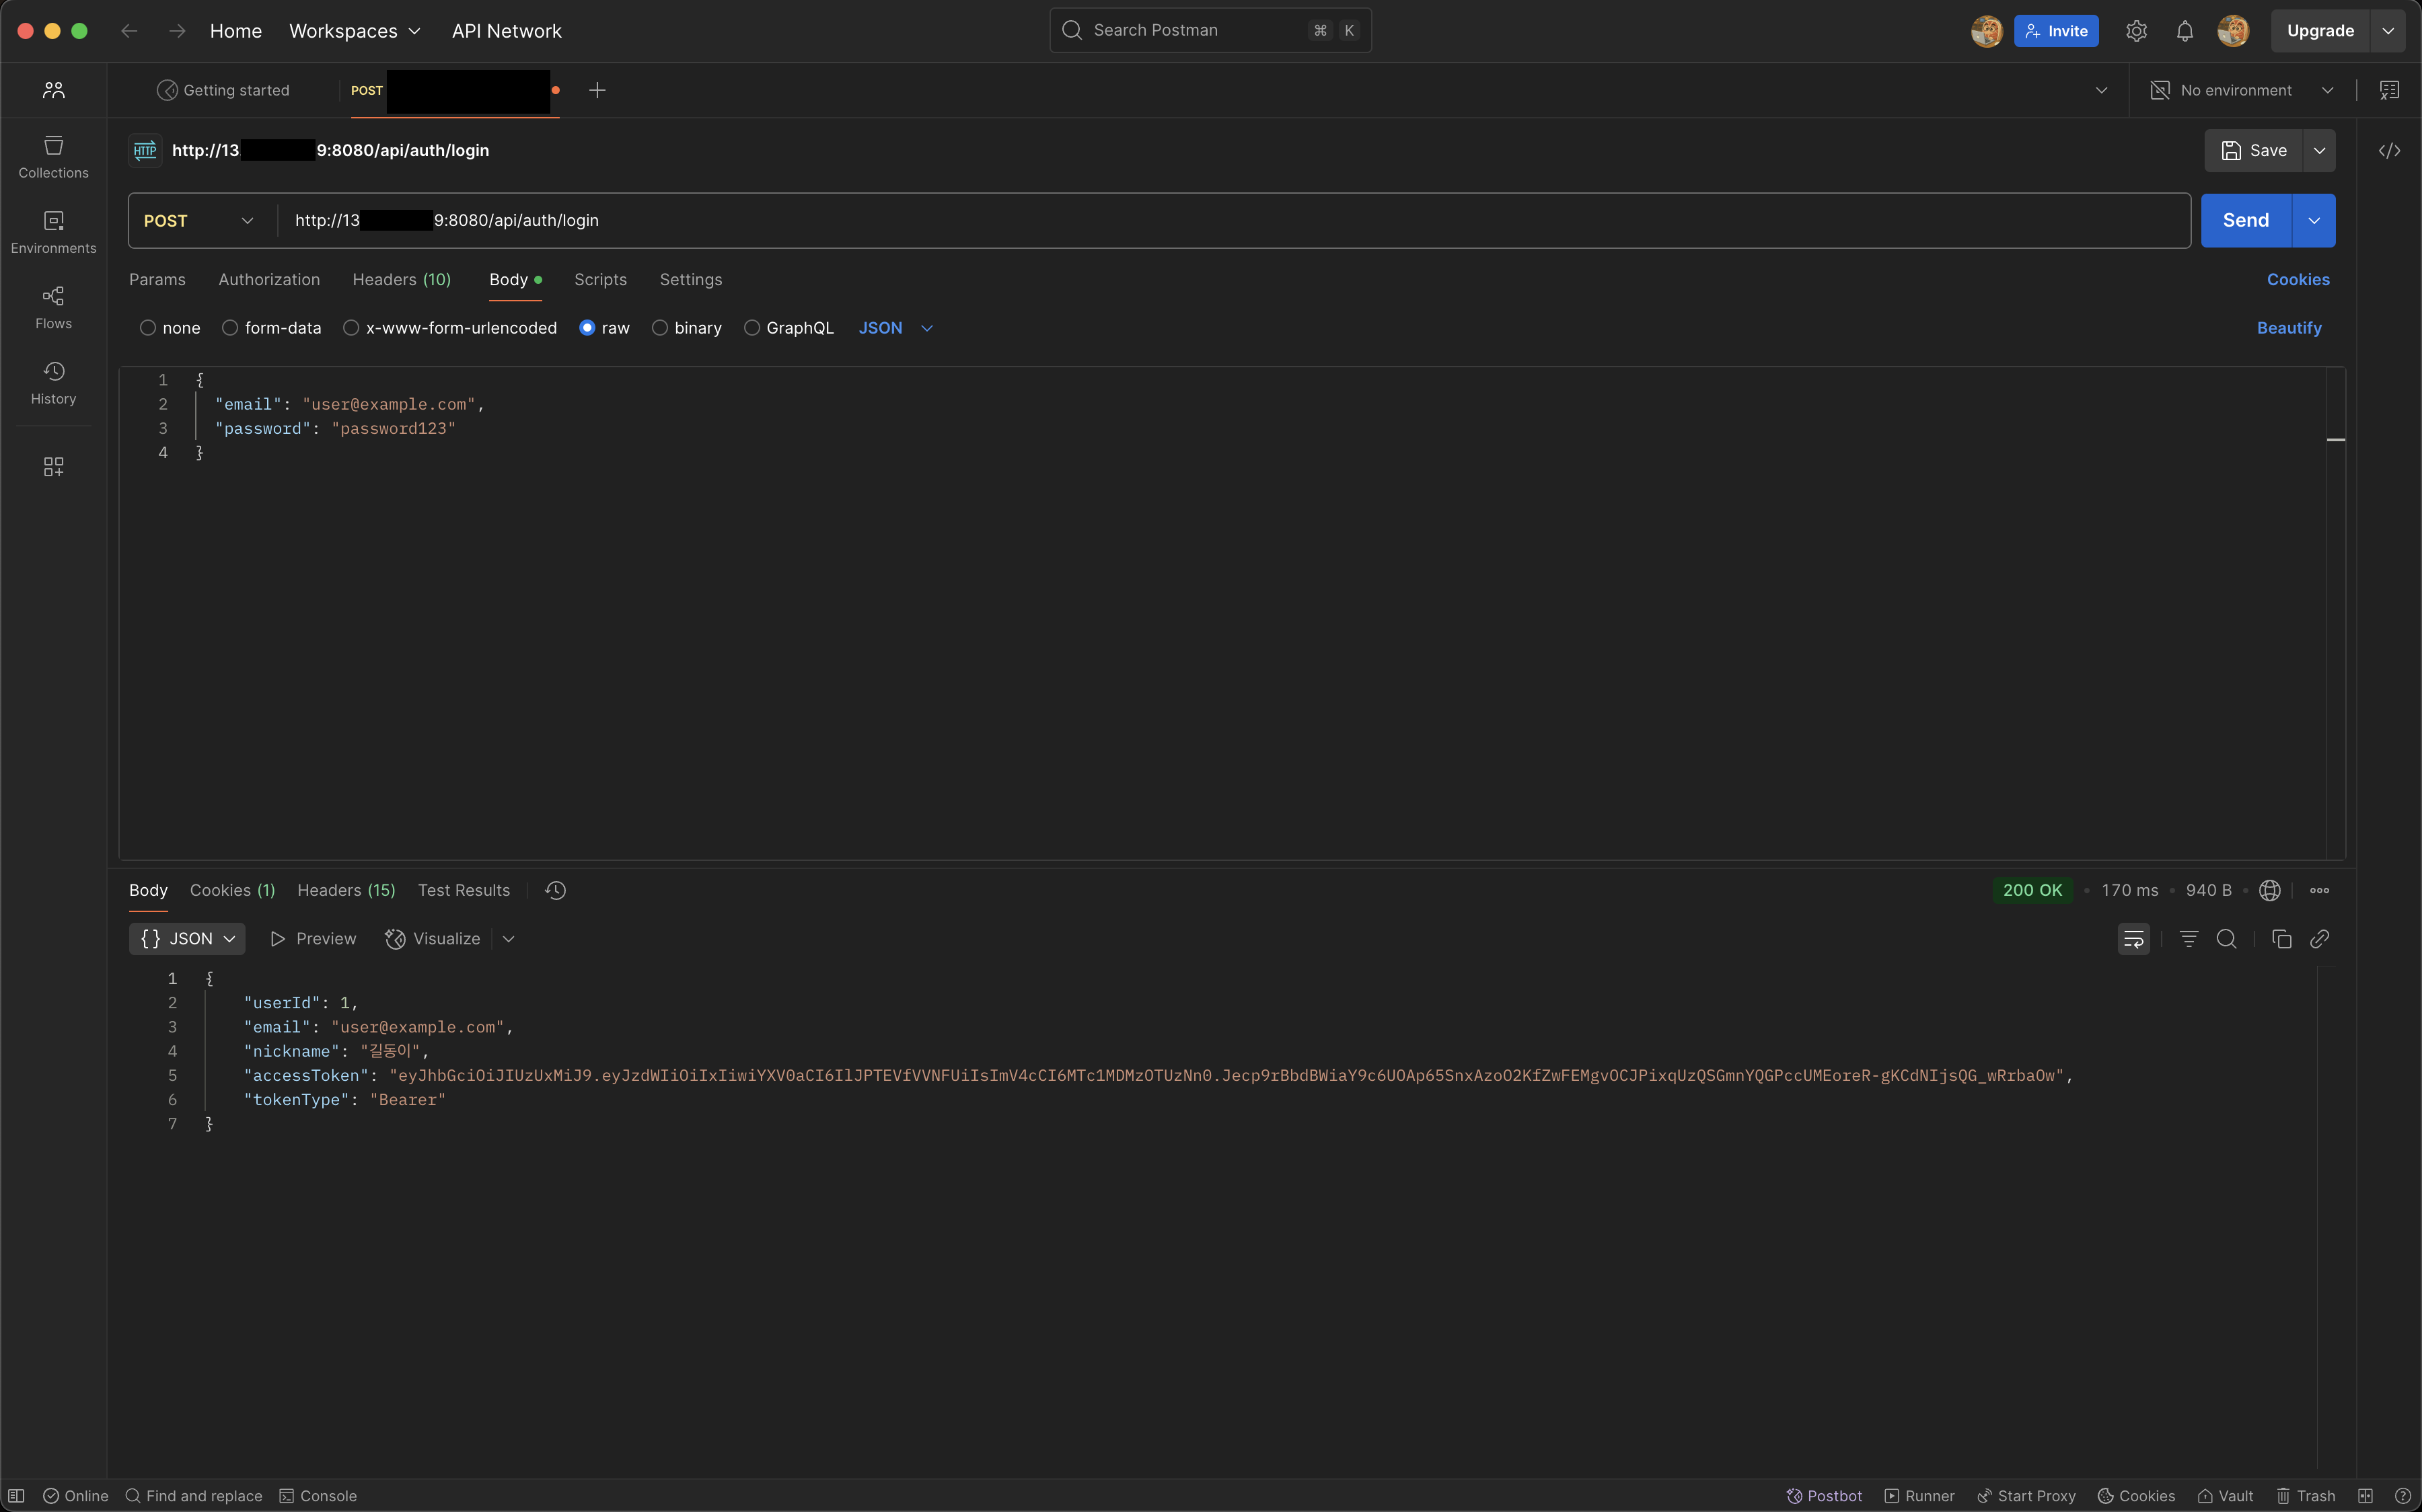 Home Workspaces API Network Search Postman ⌘ K Invite Upgrade
Getting started POST No environment
HTTP http://13 9:8080/api/auth/login Save
POST http://13 9:8080/api/auth/login Send
Params Authorization Headers (10) Body Scripts Settings Cookies
none form-data x-www-form-urlencoded raw binary GraphQL JSON Beautify
Collections
Environments
Flows
History
1 {
2 "email": "user@example.com",
3 "password": "password123"
4 }
Body Cookies (1) Headers (15) Test Results 200 OK • 170 ms • 940 B •
{} JSON Preview Visualize
1 {
2 "userId": 1,
3 "email": "user@example.com",
4 "nickname": "길동이",
5 "accessToken": "eyJhbGciOiJIUzUxMiJ9.eyJzdWIiOiIxIiwiYXV0aCI6IlJPTEVfVVNFUiIsImV4cCI6MTc1MDMzOTUzNn0.Jecp9rBbdBWiaY9c6UOAp65SnxAzoO2KfZwFEMgvOCJPixqUzQSGmnYQGPccUMEoreR-gKCdNIjsQG_wRrbaOw",
6 "tokenType": "Bearer"
7 }
Online Find and replace Console Postbot Runner Start Proxy Cookies Vault Trash